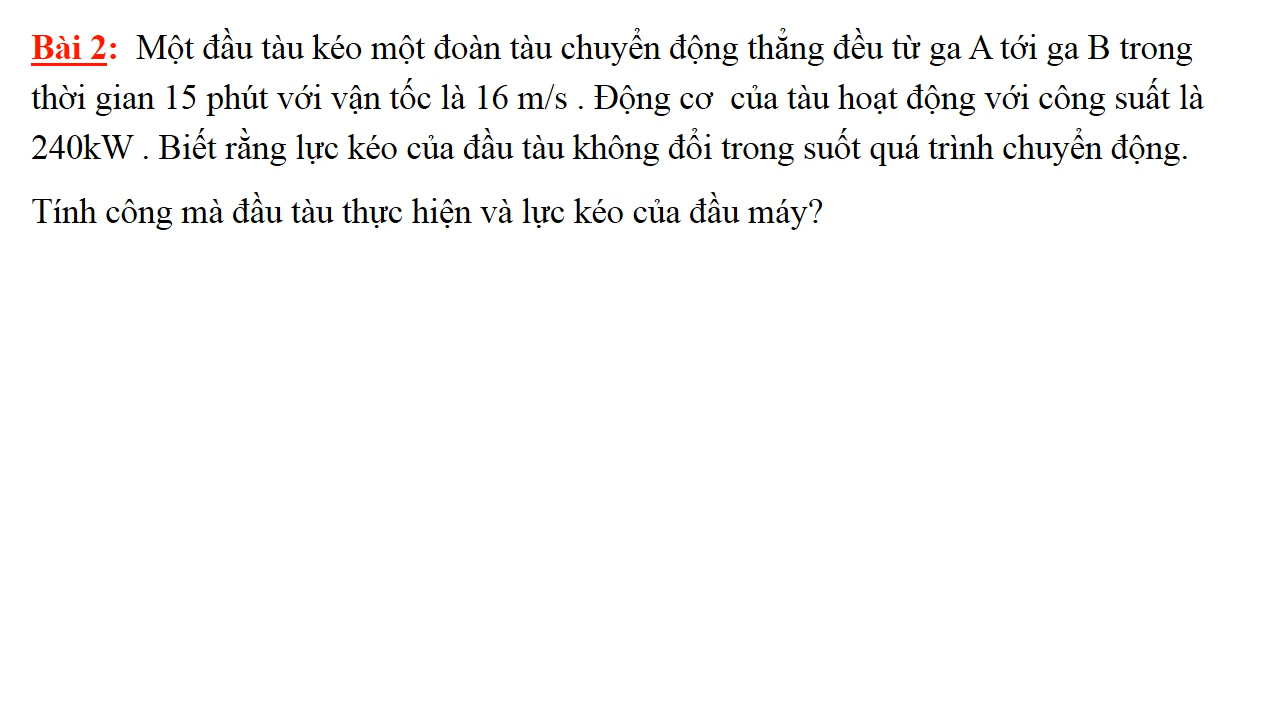 Bài 2:  Một đầu tàu kéo một đoàn tàu chuyển động thẳng đều từ ga A tới ga B trong
thời gian 15 phút với vận tốc là 16 m/s . Động cơ  của tàu hoạt động với công suất là
240kW . Biết rằng lực kéo của đầu tàu không đổi trong suốt quá trình chuyển động.
Tính công mà đầu tàu thực hiện và lực kéo của đầu máy?